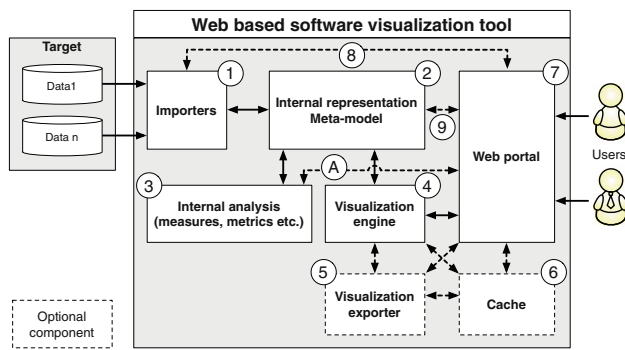 Web based software visualization tool
Target
Data1
Data n
8
1
Importers
2
Internal representation
Meta-model
9
7
Web portal
Users
A
3
Internal analysis
(measures, metrics etc.)
4
Visualization
engine
5
Visualization
exporter
6
Cache
Optional
component